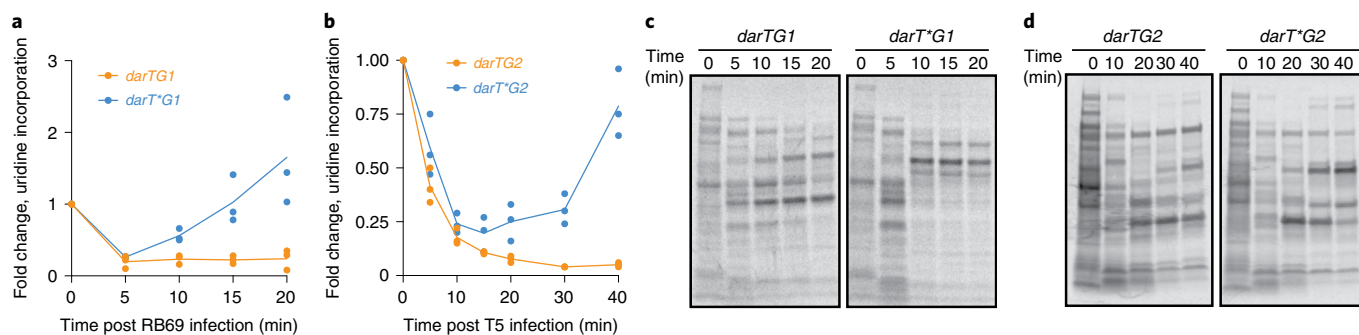 a
Fold change, uridine incorporation
3
2
1
0
darTG1
darT*G1
0 5 10 15 20
Time post RB69 infection (min)
b
Fold change, uridine incorporation
1.00
0.75
0.50
0.25
0
darTG2
darT*G2
0 10 20 30 40
Time post T5 infection (min)
c
darTG1 darT*G1
Time
(min)
0 5 10 15 20 0 5 10 15 20
d
darTG2 darT*G2
Time
(min)
0 10 20 30 40 0 10 20 30 40